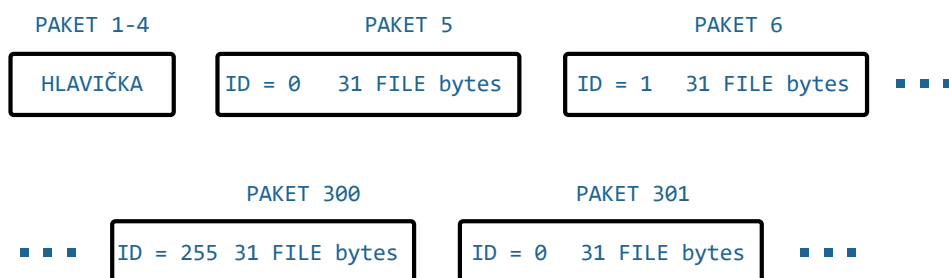 PAKET 1-4 PAKET 5 PAKET 6
HLAVIČKA ID = 0 31 FILE bytes ID = 1 31 FILE bytes
PAKET 300 PAKET 301
ID = 255 31 FILE bytes ID = 0 31 FILE bytes